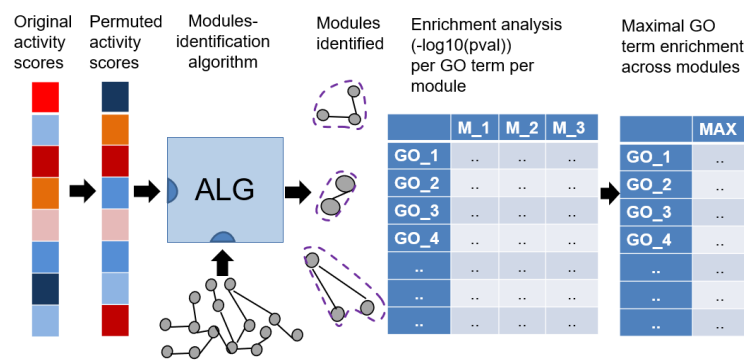 Original
activity
scores
Permuted
activity
scores
Modules-
identification
algorithm
Modules
identified
Enrichment analysis
(-log10(pval))
per GO term per
module
Maximal GO
term enrichment
across modules
ALG
M_1 M_2 M_3
GO_1 .. .. ..
GO_2 .. .. ..
GO_3 .. .. ..
GO_4 .. .. ..
.. .. .. ..
.. .. .. ..
.. .. .. ..
MAX
GO_1 ..
GO_2 ..
GO_3 ..
GO_4 ..
.. ..
.. ..
.. ..